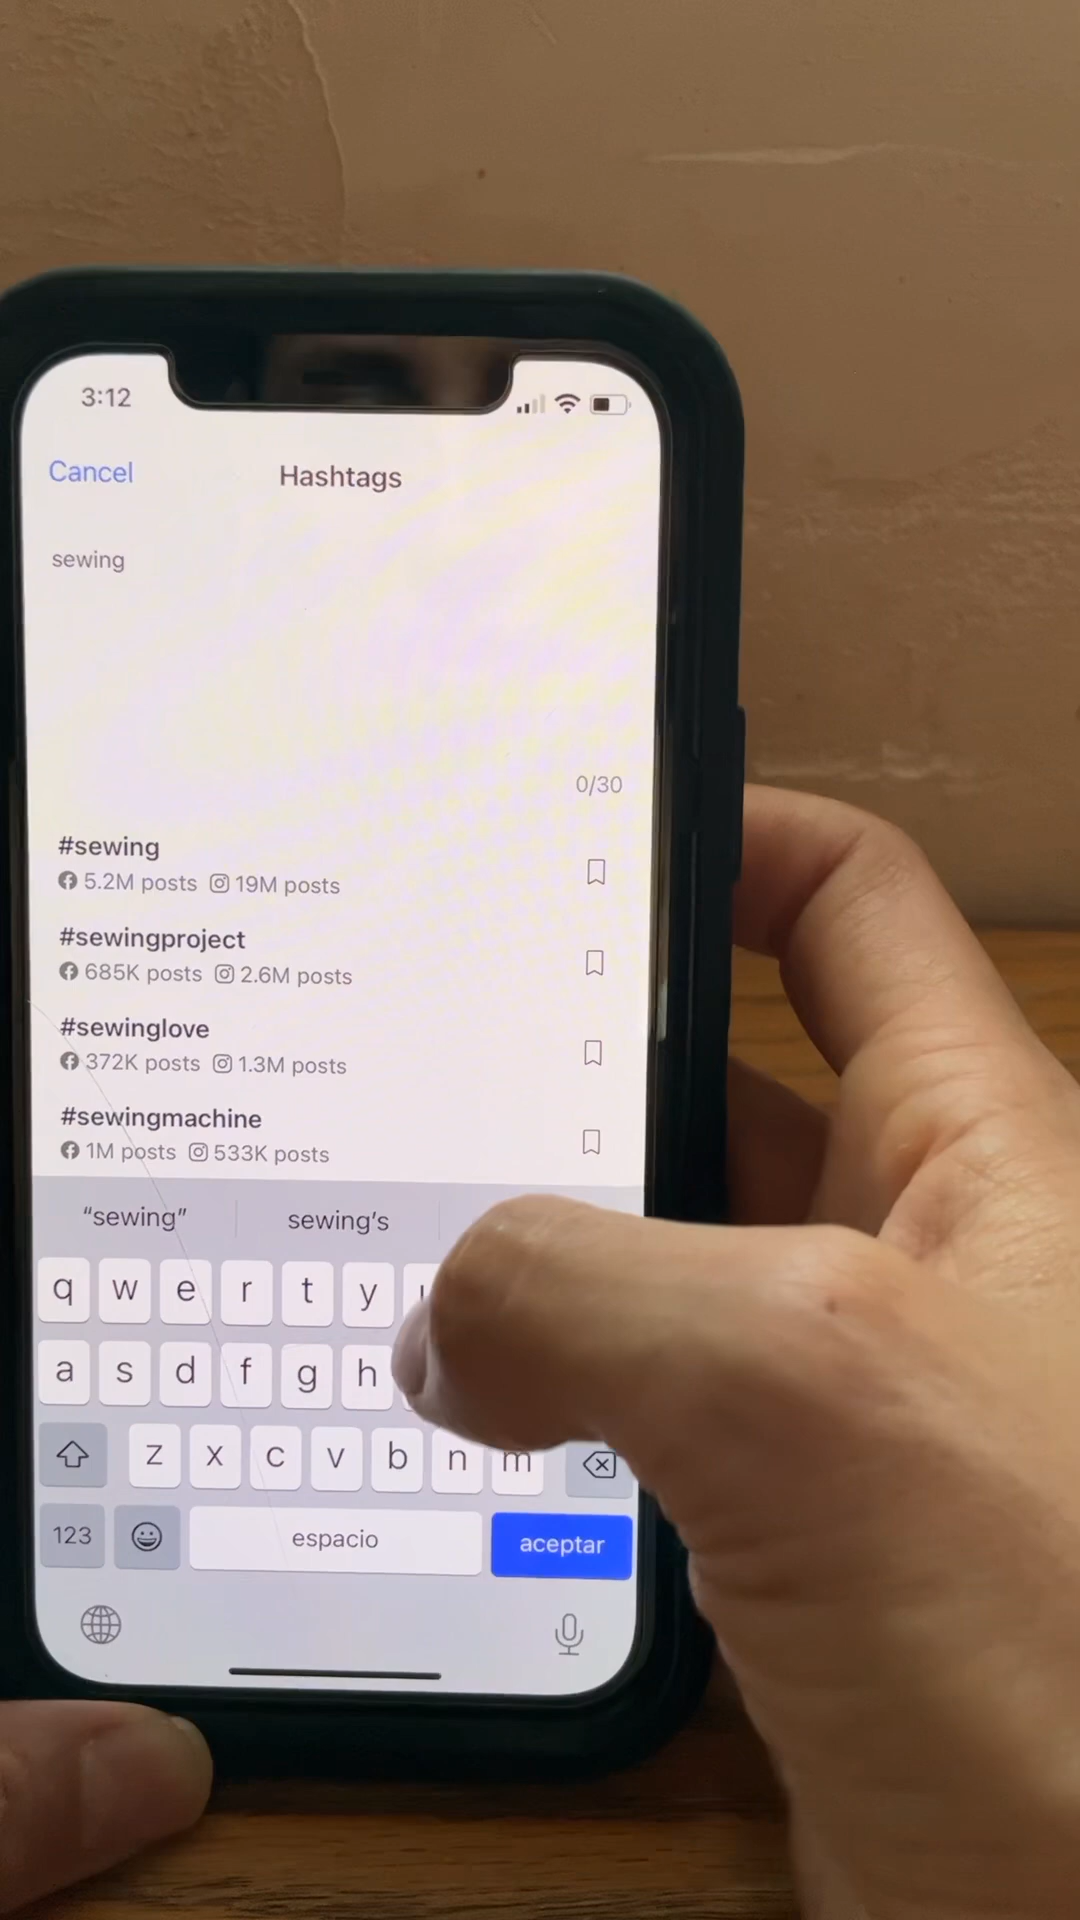 3:12
Cancel Hashtags
sewing
0/30
#sewing
5.2M posts 19M posts
#sewingproject
685K posts 2.6M posts
#sewinglove
372K posts 1.3M posts
#sewingmachine
1M posts 533K posts
“sewing” sewing's
q w e r t y
a s d f g h
z x c v b n m
123 espacio aceptar